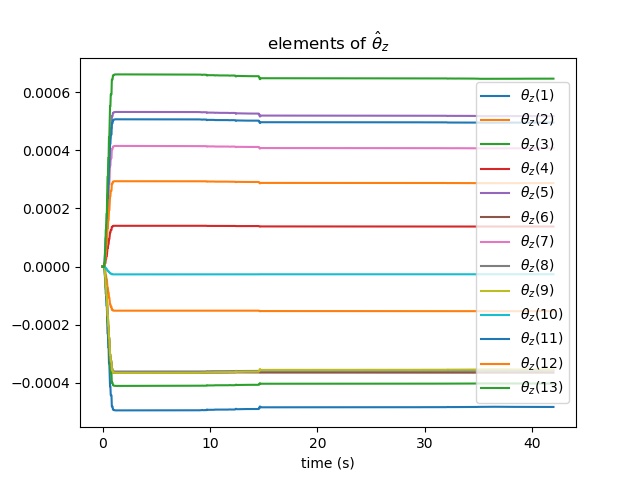 elements of θ̂_z
0.0006
0.0004
0.0002
0.0000
−0.0002
−0.0004
0
10
20
30
40
time (s)
θ_z(1)
θ_z(2)
θ_z(3)
θ_z(4)
θ_z(5)
θ_z(6)
θ_z(7)
θ_z(8)
θ_z(9)
θ_z(10)
θ_z(11)
θ_z(12)
θ_z(13)